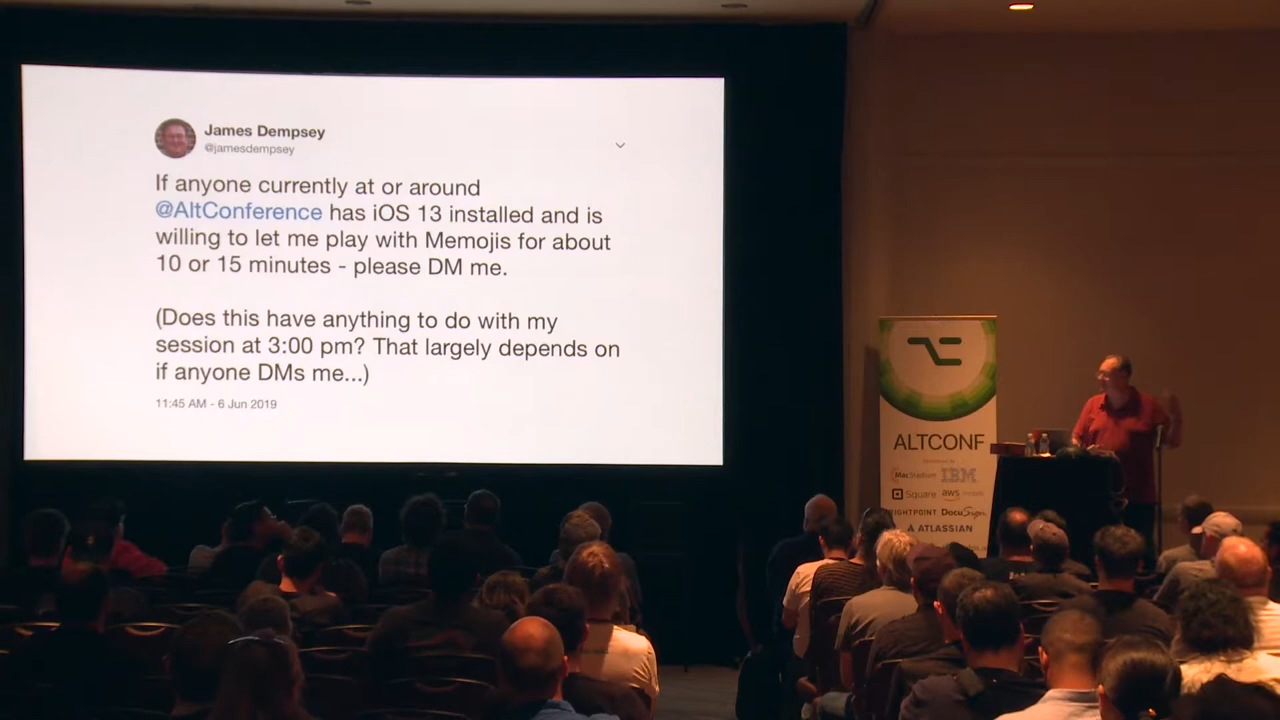 James Dempsey
@jamesdempsey
If anyone currently at or around
@AltConference has iOS 13 installed and is
willing to let me play with Memojis for about
10 or 15 minutes - please DM me.
(Does this have anything to do with my
session at 3:00 pm? That largely depends on
if anyone DMs me...)
11:45 AM - 6 Jun 2019
ALTCONF
MacStadium IBM
Square aws
DocuSign
ATLASSIAN